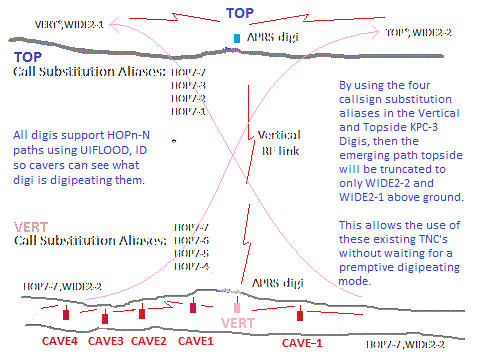 TOP
VERT*,WIDE2-1
TOP*,WIDE2-2
APRS digi
TOP
Call Substitution Aliases:
HOP7-7
HOP7-3
HOP7-2
HOP7-1
By using the four
callsign substitution
aliases in the Vertical
and Topside KPC-3
Digis, then the
emerging path topside
will be truncated to
only WIDE2-2 and
WIDE2-1 above ground.
All digis support HOPn-N
paths using UIFLOOD, ID
so cavers can see what
digi is digipeating them.
Vertical
RF link
This allows the use of
these existing TNC's
without waiting for a
premptive digipeating
mode.
VERT
Call Substitution Aliases:
HOP7-7
HOP7-6
HOP7-5
HOP7-4
HOP7-7,WIDE2-2
APRS digi
VERT
CAVE4
CAVE3
CAVE2
CAVE1
CAVE-1
HOP7-7,WIDE2-2